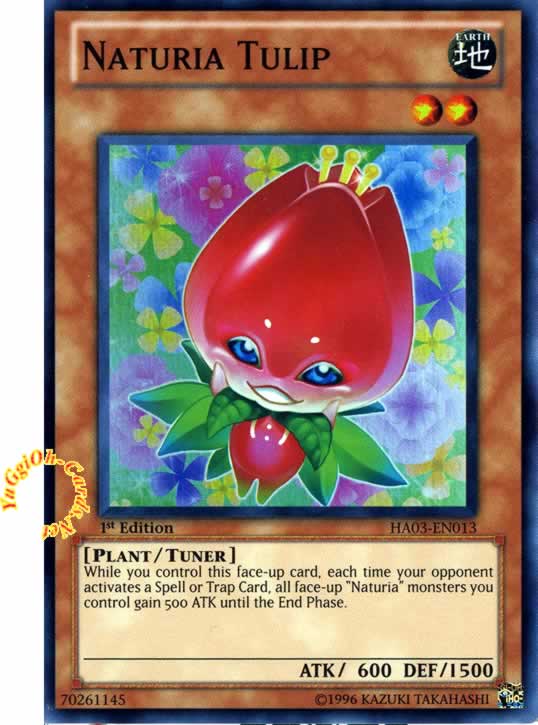 NATURIA TULIP
EARTH
地
1st Edition
HA03-EN013
[PLANT/TUNER]
While you control this face-up card, each time your opponent
activates a Spell or Trap Card, all face-up "Naturia" monsters you
control gain 500 ATK until the End Phase.
ATK/ 600 DEF/1500
70261145
©1996 KAZUKI TAKAHASHI
YuGgiOh-Cards.Net